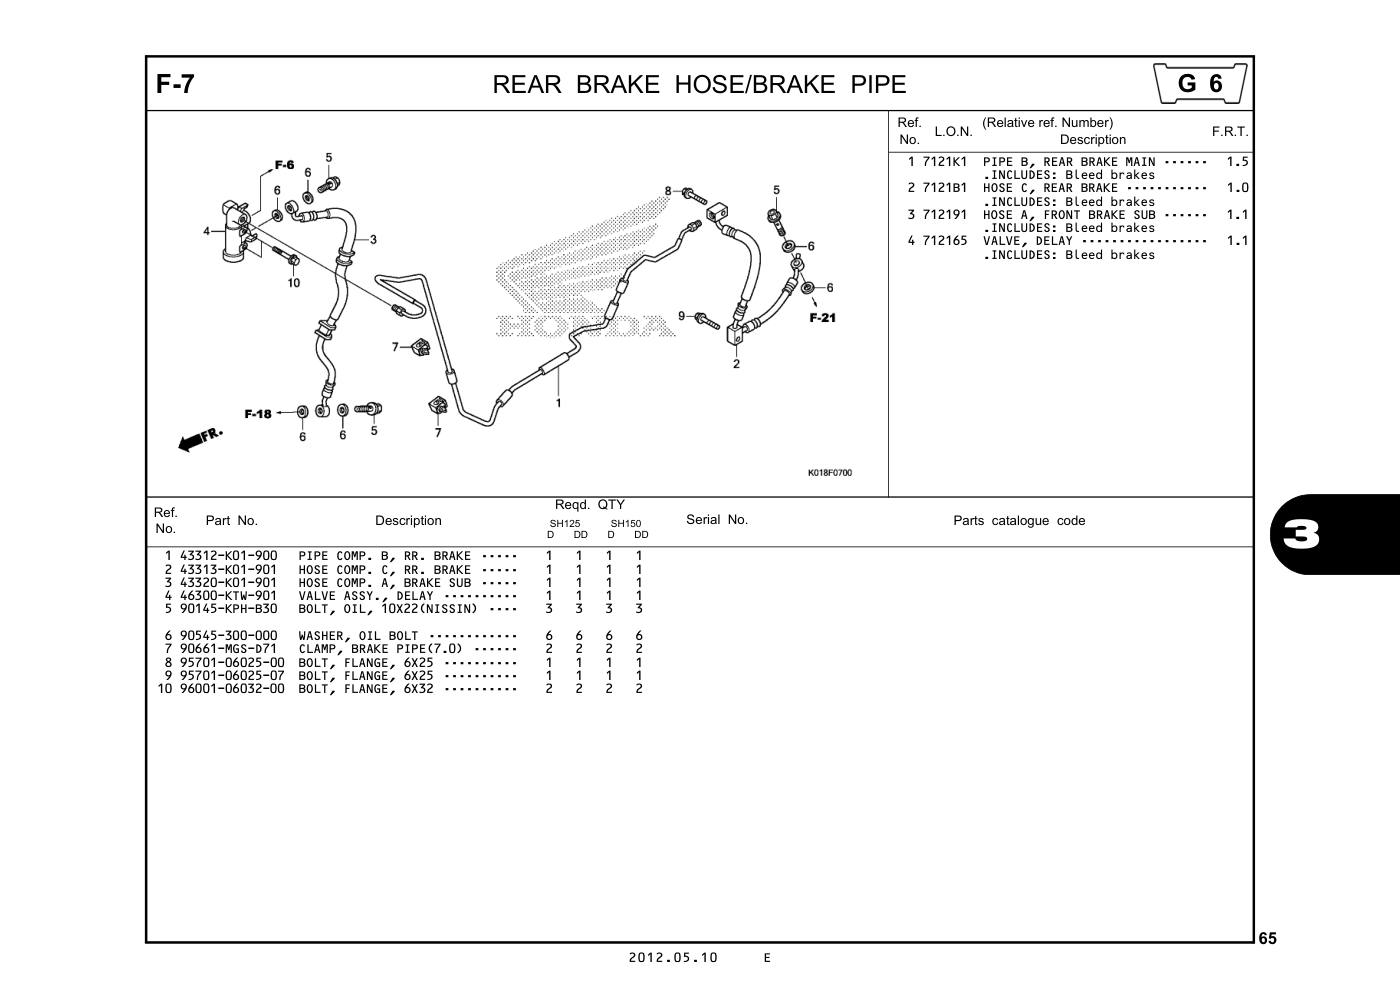 F-7 REAR BRAKE HOSE/BRAKE PIPE G 6
F-6
5
6
6
4
3
10
7
1
7
F-18
6
6
5
FR.
HONDA
8
5
6
6
9
F-21
2
K018F0700
Ref. No. L.O.N. (Relative ref. Number) Description F.R.T.
1 7121K1 PIPE B, REAR BRAKE MAIN ······ 1.5
.INCLUDES: Bleed brakes
2 7121B1 HOSE C, REAR BRAKE ··········· 1.0
.INCLUDES: Bleed brakes
3 712191 HOSE A, FRONT BRAKE SUB ······ 1.1
.INCLUDES: Bleed brakes
4 712165 VALVE, DELAY ················· 1.1
.INCLUDES: Bleed brakes
Ref. No. Part No. Description Reqd. QTY Serial No. Parts catalogue code
SH125 SH150
D DD D DD
1 43312-K01-900 PIPE COMP. B, RR. BRAKE ····· 1 1 1 1
2 43313-K01-901 HOSE COMP. C, RR. BRAKE ····· 1 1 1 1
3 43320-K01-901 HOSE COMP. A, BRAKE SUB ····· 1 1 1 1
4 46300-KTW-901 VALVE ASSY., DELAY ·········· 1 1 1 1
5 90145-KPH-B30 BOLT, OIL, 10X22(NISSIN) ···· 3 3 3 3
6 90545-300-000 WASHER, OIL BOLT ············ 6 6 6 6
7 90661-MGS-D71 CLAMP, BRAKE PIPE(7.0) ······ 2 2 2 2
8 95701-06025-00 BOLT, FLANGE, 6X25 ·········· 1 1 1 1
9 95701-06025-07 BOLT, FLANGE, 6X25 ·········· 1 1 1 1
10 96001-06032-00 BOLT, FLANGE, 6X32 ·········· 2 2 2 2
3
65
2012.05.10 E